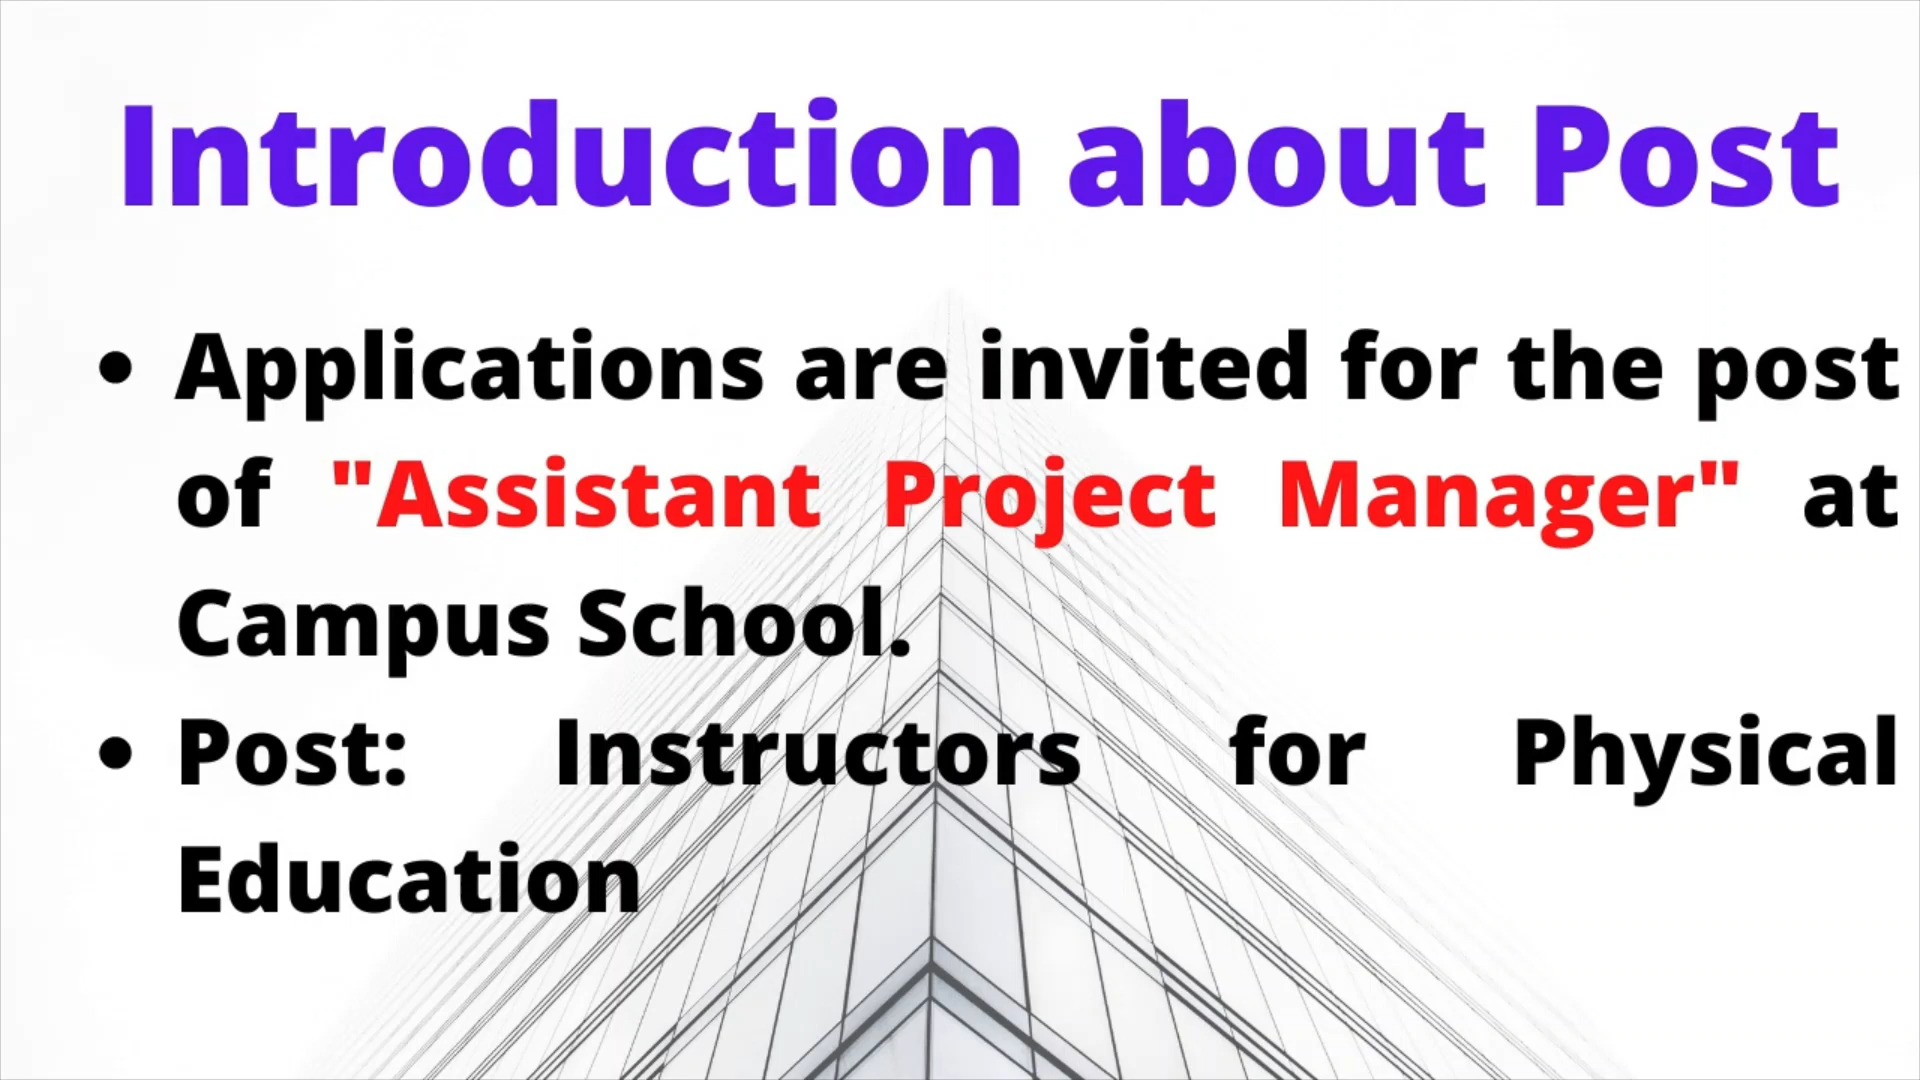 Introduction about Post
• Applications are invited for the post
of "Assistant Project Manager" at
Campus School.
• Post: Instructors for Physical
Education